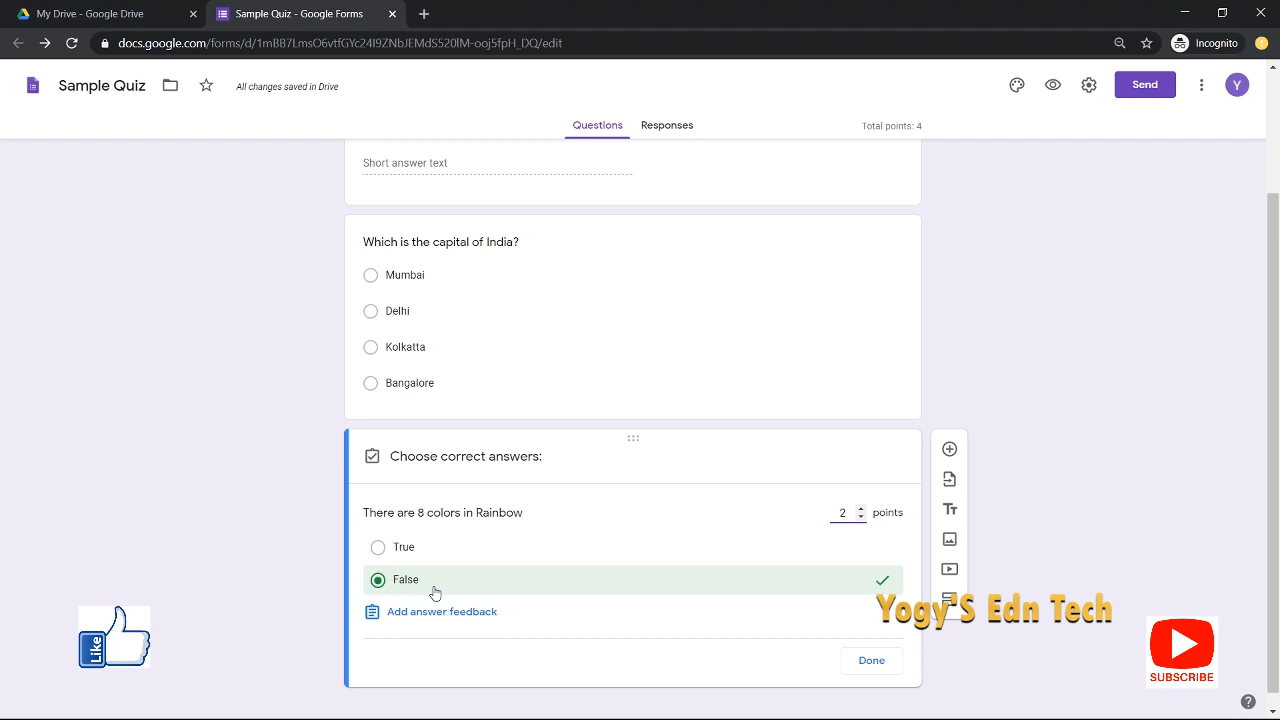 My Drive - Google Drive
Sample Quiz - Google Forms
docs.google.com/forms/d/1mBB7LmsO6vtfGYc24I9ZNbJEMdS520lM-ooj5fpH_DQ/edit
Incognito
Sample Quiz
All changes saved in Drive
Send
Y
Questions
Responses
Total points: 4
Short answer text
Which is the capital of India?
Mumbai
Delhi
Kolkatta
Bangalore
Choose correct answers:
There are 8 colors in Rainbow
2 points
True
False
Add answer feedback
Done
Tт
Yogy'S Edn Tech
Like
SUBSCRIBE